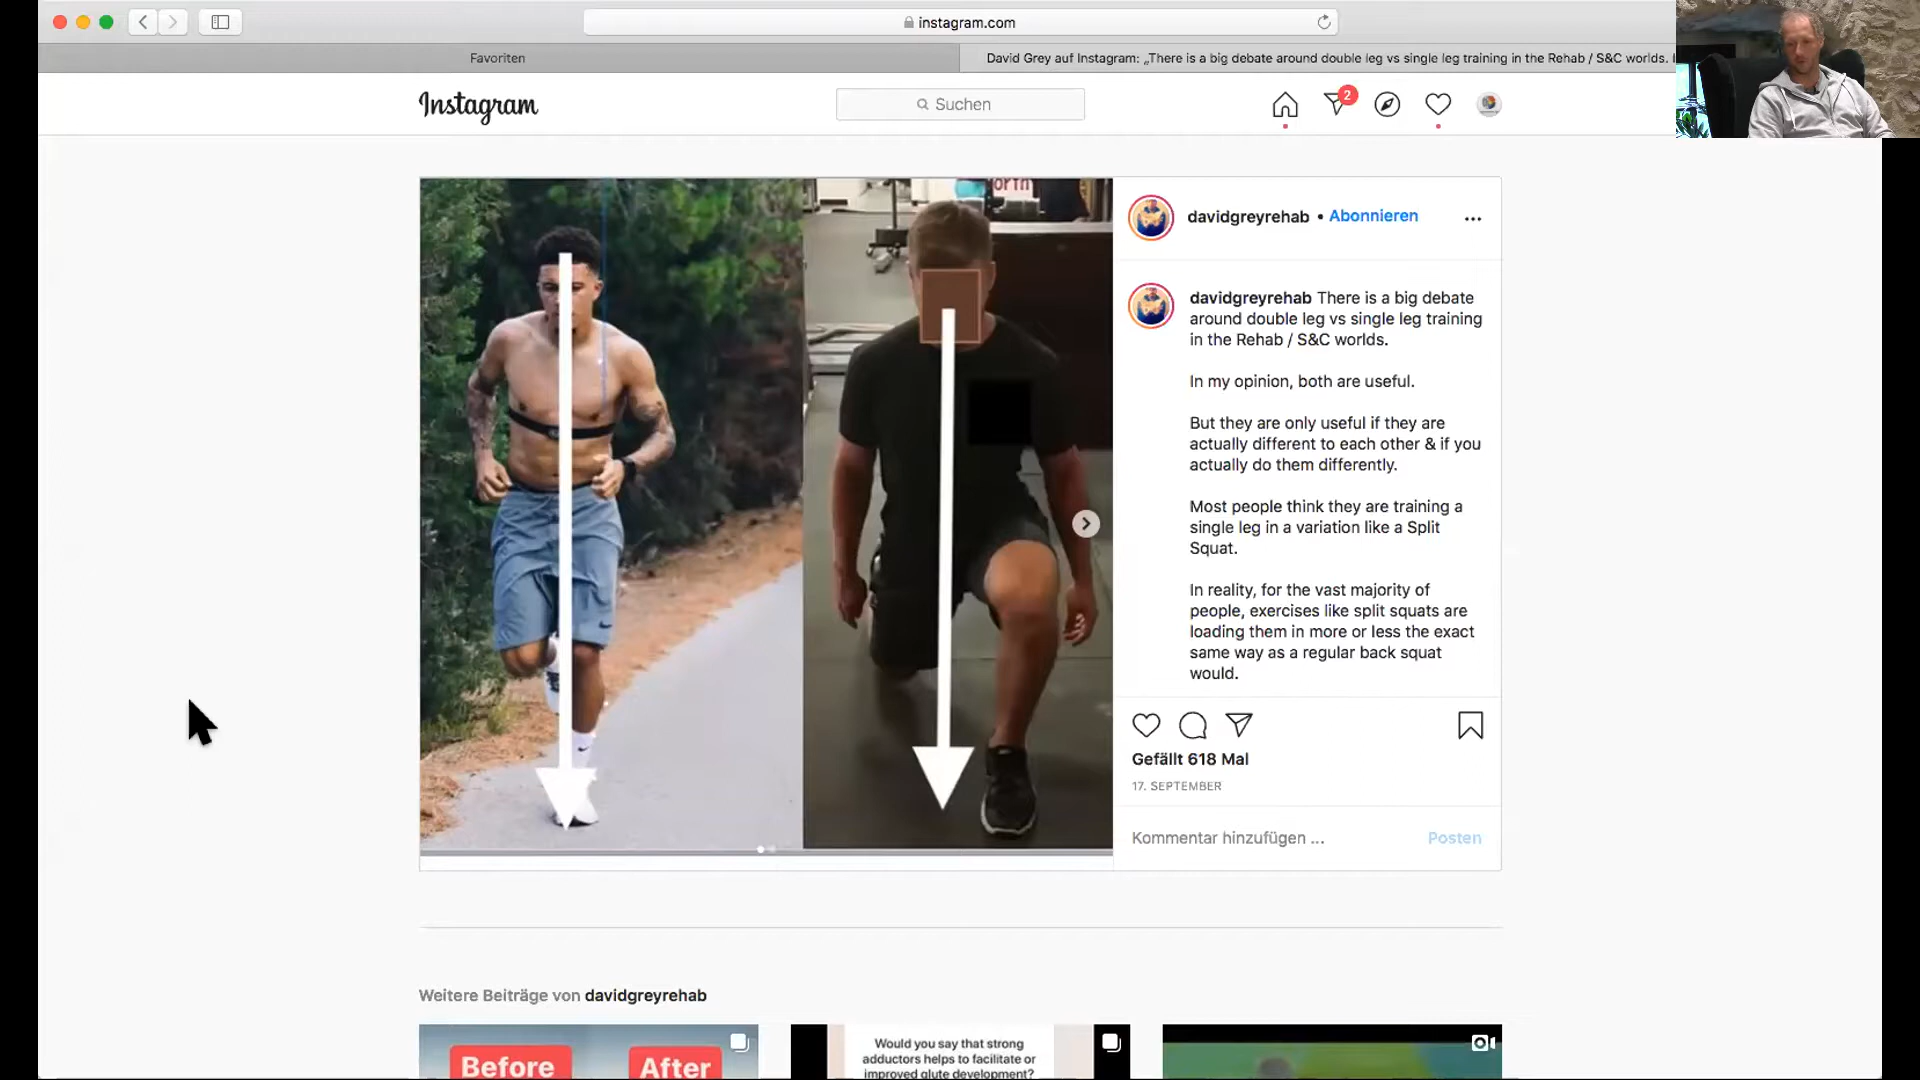 instagram.com
Favoriten
David Grey auf Instagram: „There is a big debate around double leg vs single leg training in the Rehab / S&C worlds.
Instagram
Suchen
2
davidgreyrehab • Abonnieren
davidgreyrehab There is a big debate
around double leg vs single leg training
in the Rehab / S&C worlds.
In my opinion, both are useful.
But they are only useful if they are
actually different to each other & if you
actually do them differently.
Most people think they are training a
single leg in a variation like a Split
Squat.
In reality, for the vast majority of
people, exercises like split squats are
loading them in more or less the exact
same way as a regular back squat
would.
Gefällt 618 Mal
17. SEPTEMBER
Kommentar hinzufügen ...
Posten
Weitere Beiträge von davidgreyrehab
Before
After
Would you say that strong
adductors helps to facilitate or
improved glute development?